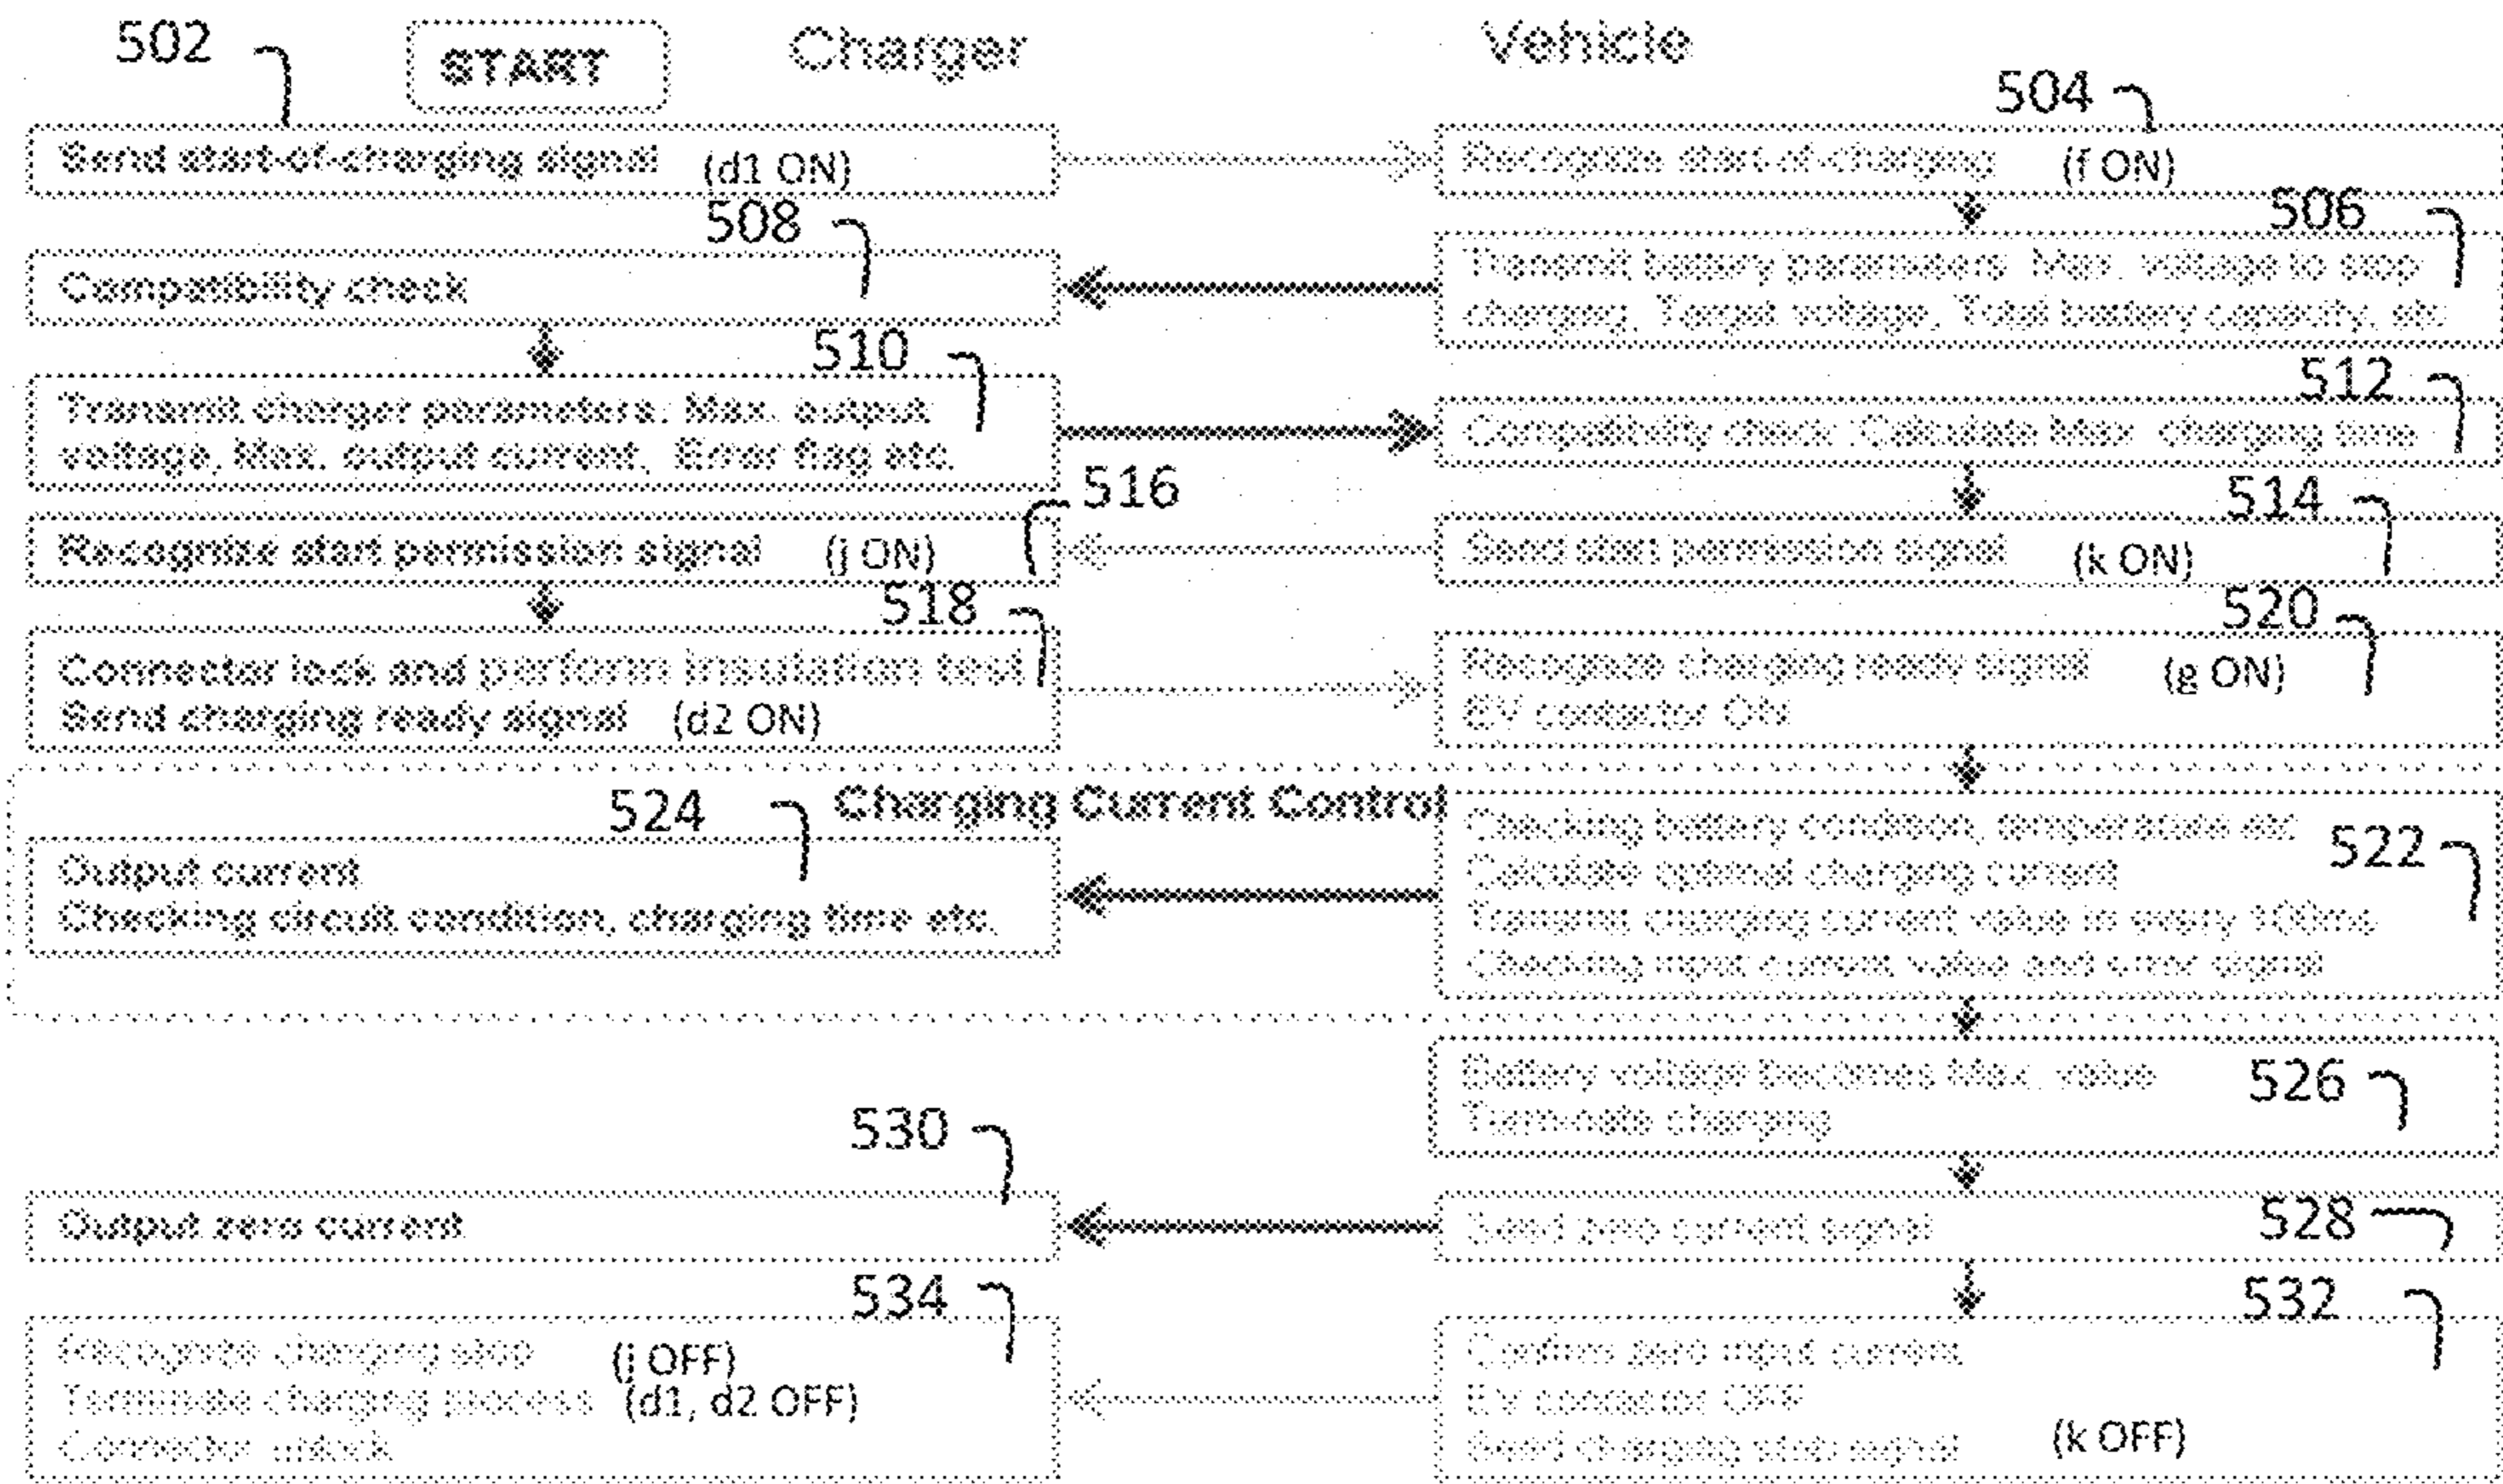 502
START
Charger
Vehicle
504
Send start-of-charging signal (d1 ON)
Recognize start-of-charging (f ON)
508
506
Compatibility check
Transmit battery parameters: Max. voltage to stop
charging, Target voltage, Total battery capacity, etc
510
512
Transmit charger parameters: Max. output
voltage, Max. output current, Error flag etc.
Compatibility check :Calculate Max. charging time
516
514
Recognize start permission signal (j ON)
Send start permission signal (k ON)
518
520
Connector lock and perform insulation test
Send charging ready signal (d2 ON)
Recognize charging ready signal (g ON)
EV contactor ON
524
Charging Current Control
522
Output current
Checking circuit condition, charging time etc.
Checking battery condition, temperature etc
Calculate optimal charging current
Transmit charging current value in every 100ms
Checking input current value and error signal
526
Battery voltage becomes Max. value
Terminate charging
530
528
Output zero current
Send zero current signal
534
532
Recognize charging stop (j OFF)
Terminate charging process (d1, d2 OFF)
Connector unlock
Confirm zero input current
EV contactor OFF
Send charging stop signal (k OFF)